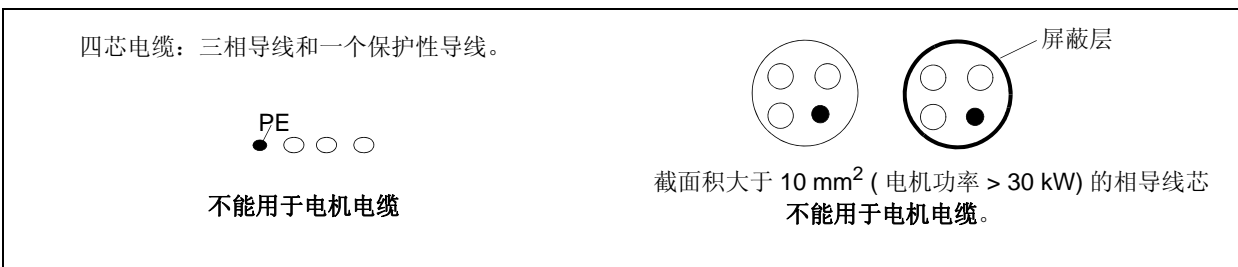 四芯电缆：三相导线和一个保护性导线。
PE
不能用于电机电缆
屏蔽层
截面积大于 10 mm² ( 电机功率 > 30 kW) 的相导线芯
不能用于电机电缆。